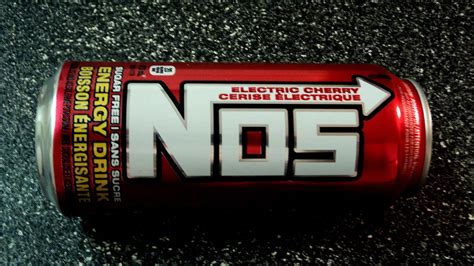 ELECTRIC CHERRY
CERISE ÉLECTRIQUE
NOS
SUGAR FREE | SANS SUCRE
ENERGY DRINK
BOISSON ÉNERGISANTE